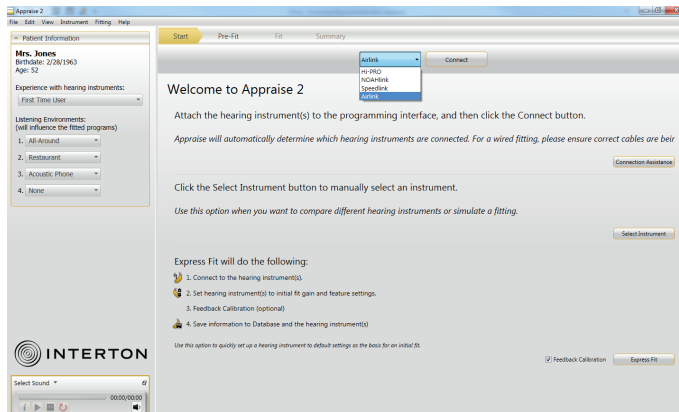 Appraise 2
File Edit View Instrument Fitting Help
Patient Information
Mrs. Jones
Birthdate: 2/28/1963
Age: 52
Experience with hearing instruments:
First Time User
Listening Environments:
(will influence the fitted programs)
1. All-Around
2. Restaurant
3. Acoustic Phone
4. None
INTERTON
Select Sound
00:00/00:00
Start Pre-Fit Fit Summary
Airlink Connect
Hi-PRO
NOAHlink
Speedlink
Airlink
Welcome to Appraise 2
Attach the hearing instrument(s) to the programming interface, and then click the Connect button.
Appraise will automatically determine which hearing instruments are connected. For a wired fitting, please ensure correct cables are beir
Connection Assistance
Click the Select Instrument button to manually select an instrument.
Use this option when you want to compare different hearing instruments or simulate a fitting.
Select Instrument
Express Fit will do the following:
1. Connect to the hearing instrument(s).
2. Set hearing instrument(s) to initial fit gain and feature settings.
3. Feedback Calibration (optional)
4. Save information to Database and the hearing instrument(s)
Use this option to quickly set up a hearing instrument to default settings as the basis for an initial fit.
Feedback Calibration Express Fit